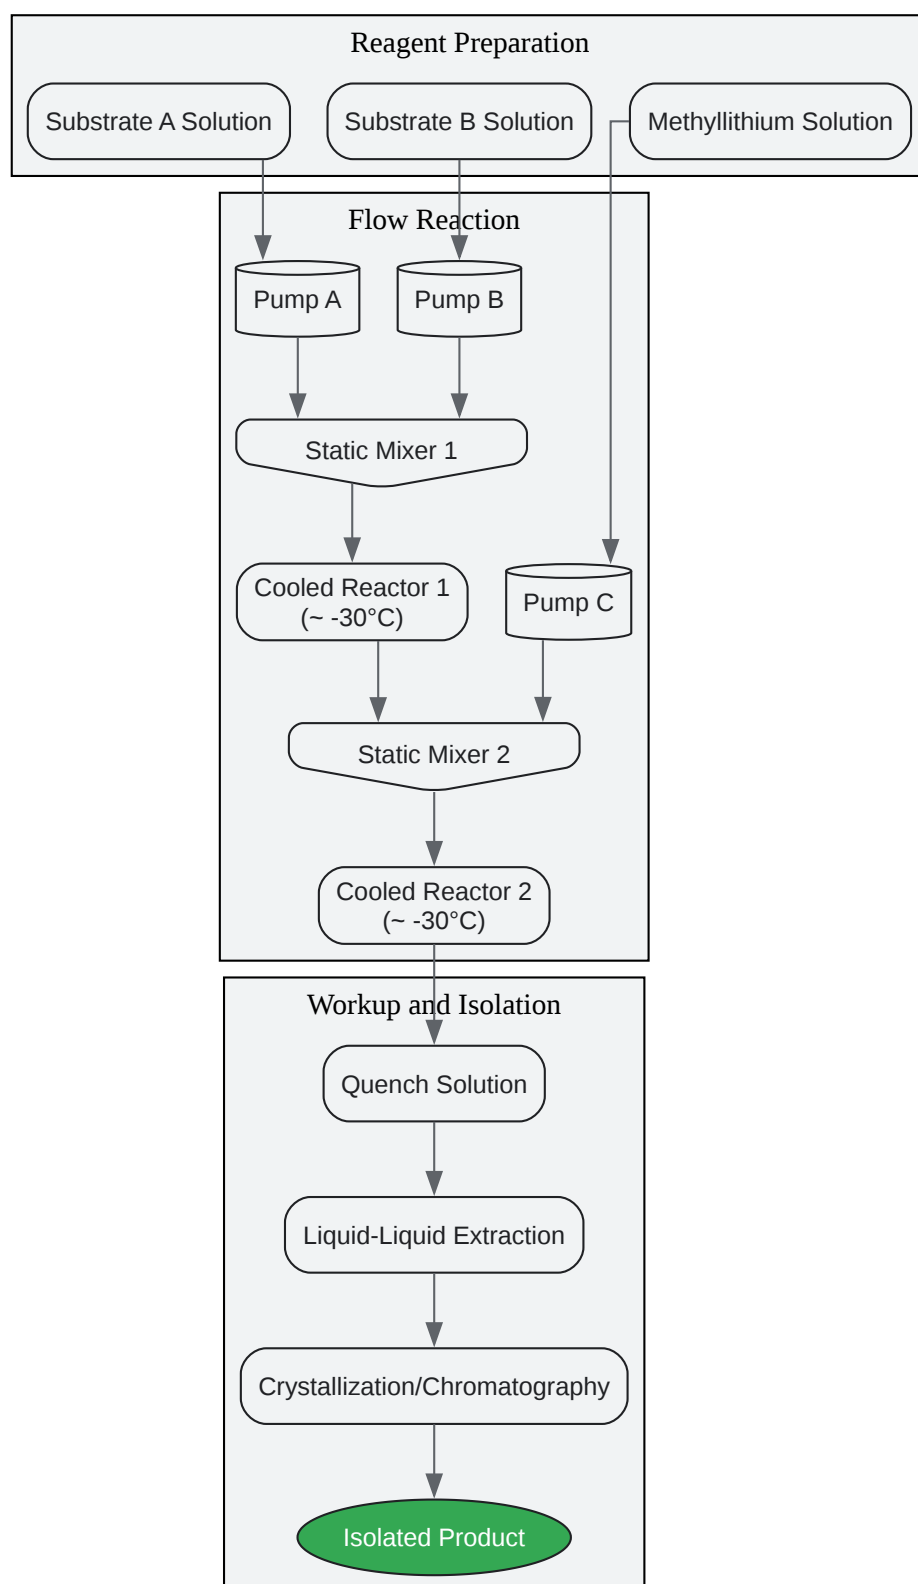 Reagent Preparation
Substrate A Solution
Substrate B Solution
Methyllithium Solution
Flow Reaction
Pump A
Pump B
Static Mixer 1
Cooled Reactor 1
(~ -30°C)
Pump C
Static Mixer 2
Cooled Reactor 2
(~ -30°C)
Workup and Isolation
Quench Solution
Liquid-Liquid Extraction
Crystallization/Chromatography
Isolated Product